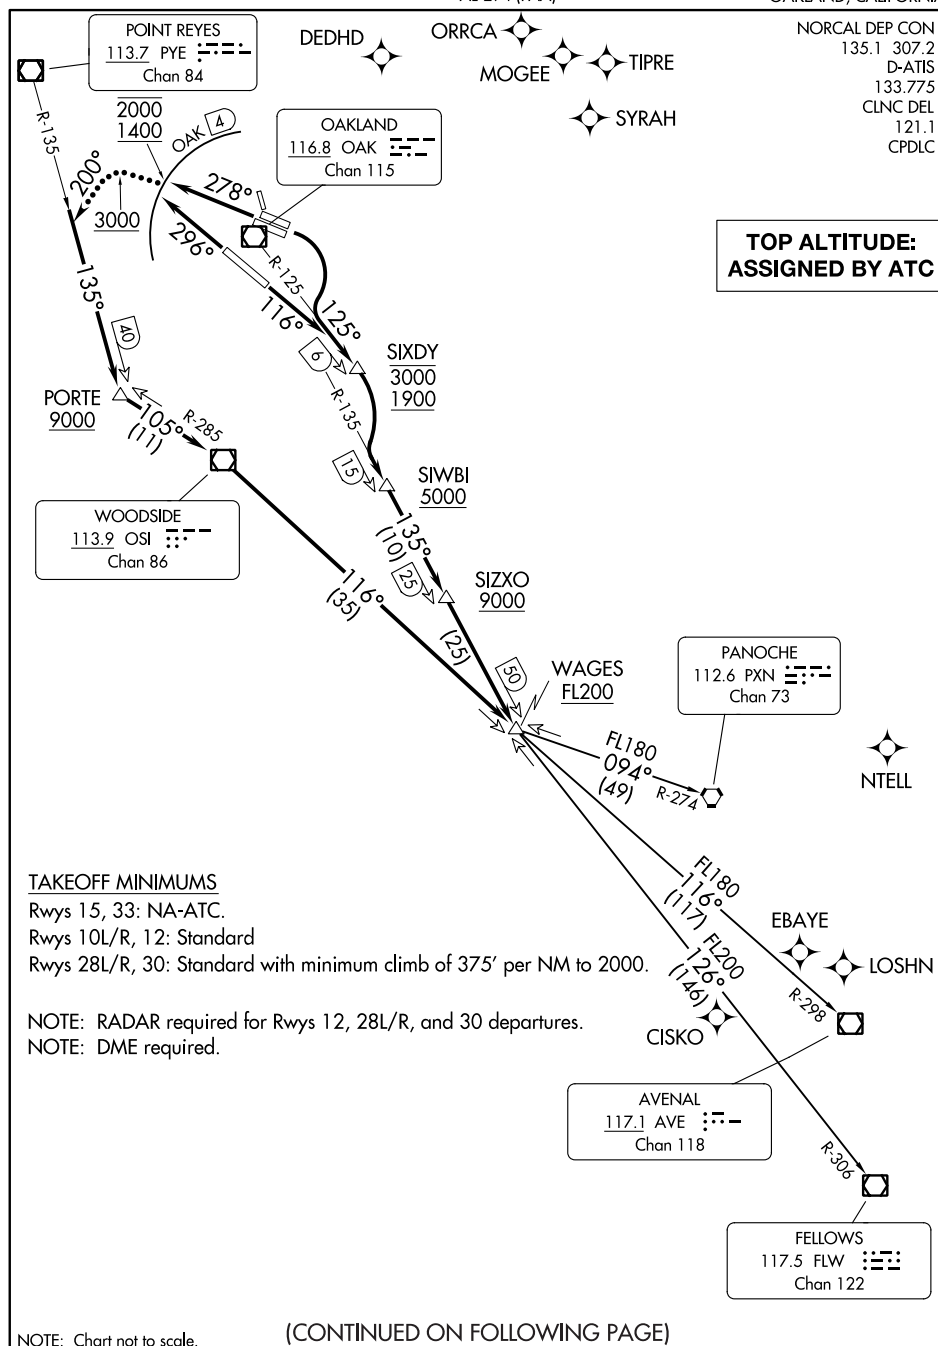 OAKLAND, CALIFORNIA
POINT REYES
113.7 PYE
Chan 84
DEDHD
ORRCA
MOGEE
TIPRE
SYRAH
NORCAL DEP CON
135.1 307.2
D-ATIS
133.775
CLNC DEL
121.1
CPDLC
TOP ALTITUDE:
ASSIGNED BY ATC
R-135
2000
1400
OAK 4
OAKLAND
116.8 OAK
Chan 115
200°
3000
278°
296°
R-125
116°
125°
135°
40
6
SIXDY
3000
1900
PORTE
9000
105°
(11)
R-285
R-135
15
SIWBI
5000
WOODSIDE
113.9 OSI
Chan 86
135°
(10)
25
SIZXO
9000
116°
(35)
(25)
50
WAGES
FL200
PANOCHE
112.6 PXN
Chan 73
FL180
094°
(49)
R-274
NTELL
TAKEOFF MINIMUMS
Rwys 15, 33: NA-ATC.
Rwys 10L/R, 12: Standard
Rwys 28L/R, 30: Standard with minimum climb of 375' per NM to 2000.
NOTE: RADAR required for Rwys 12, 28L/R, and 30 departures.
NOTE: DME required.
FL180
116°
(117)
FL200
126°
(146)
EBAYE
LOSHN
CISKO
R-298
AVENAL
117.1 AVE
Chan 118
R-306
FELLOWS
117.5 FLW
Chan 122
NOTE: Chart not to scale.
(CONTINUED ON FOLLOWING PAGE)